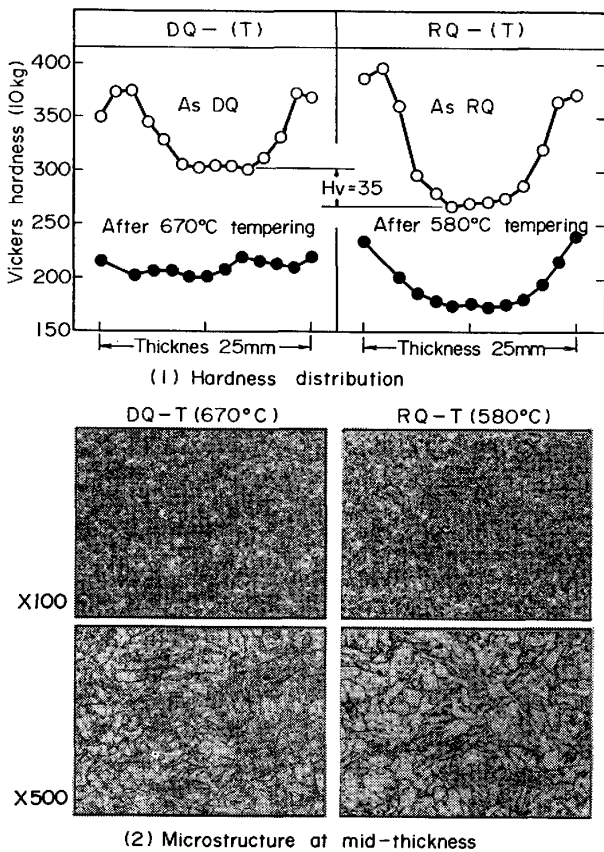 DQ-(T)
RQ-(T)
Vickers hardness (10kg)
400
350
300
250
200
150
As DQ
As RQ
Hv=35
After 670°C tempering
After 580°C tempering
Thicknes 25mm
Thickness 25mm
(1) Hardness distribution
DQ-T(670°C)
RQ-T(580°C)
X100
X500
(2) Microstructure at mid-thickness